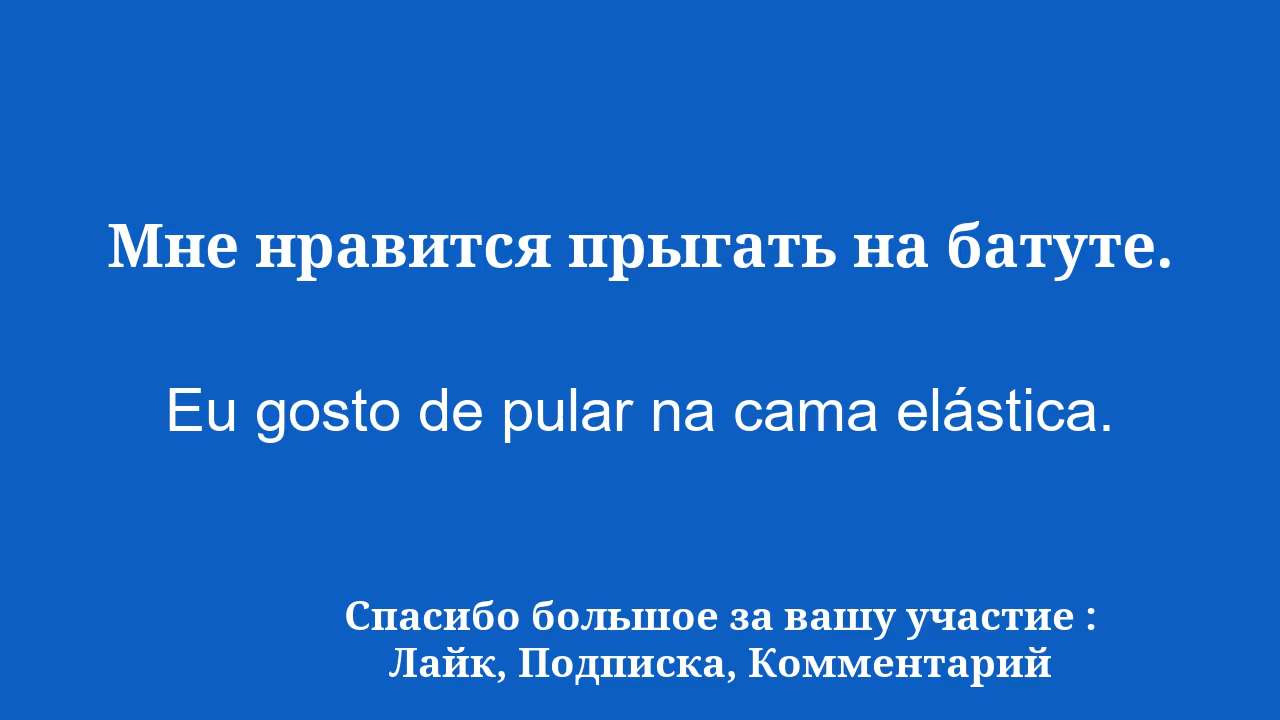 Мне нравится прыгать на батуте.
Eu gosto de pular na cama elástica.
Спасибо большое за вашу участие :
Лайк, Подписка, Комментарий